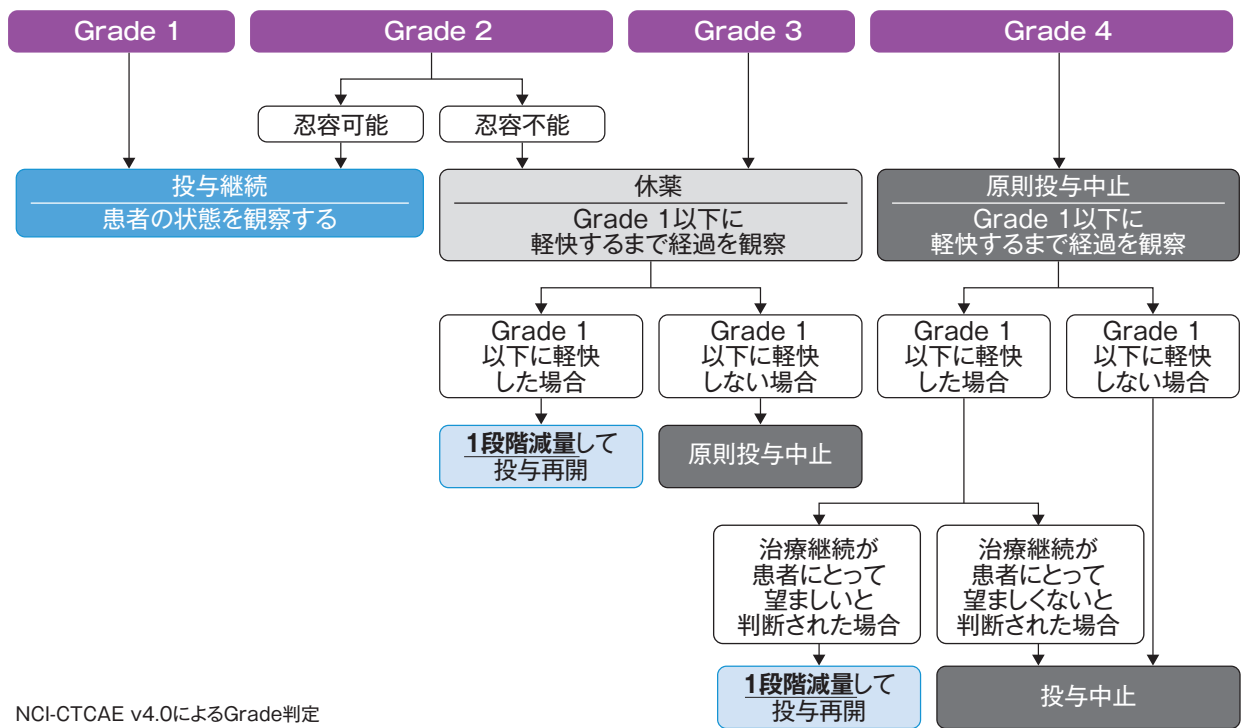 Grade 1
Grade 2
Grade 3
Grade 4
忍容可能
忍容不能
投与継続
患者の状態を観察する
休薬
Grade 1以下に
軽快するまで経過を観察
原則投与中止
Grade 1以下に
軽快するまで経過を観察
Grade 1
以下に軽快
した場合
Grade 1
以下に軽快
しない場合
Grade 1
以下に軽快
した場合
Grade 1
以下に軽快
しない場合
1段階減量して
投与再開
原則投与中止
治療継続が
患者にとって
望ましいと
判断された場合
治療継続が
患者にとって
望ましくないと
判断された場合
1段階減量して
投与再開
投与中止
NCI-CTCAE v4.0によるGrade判定